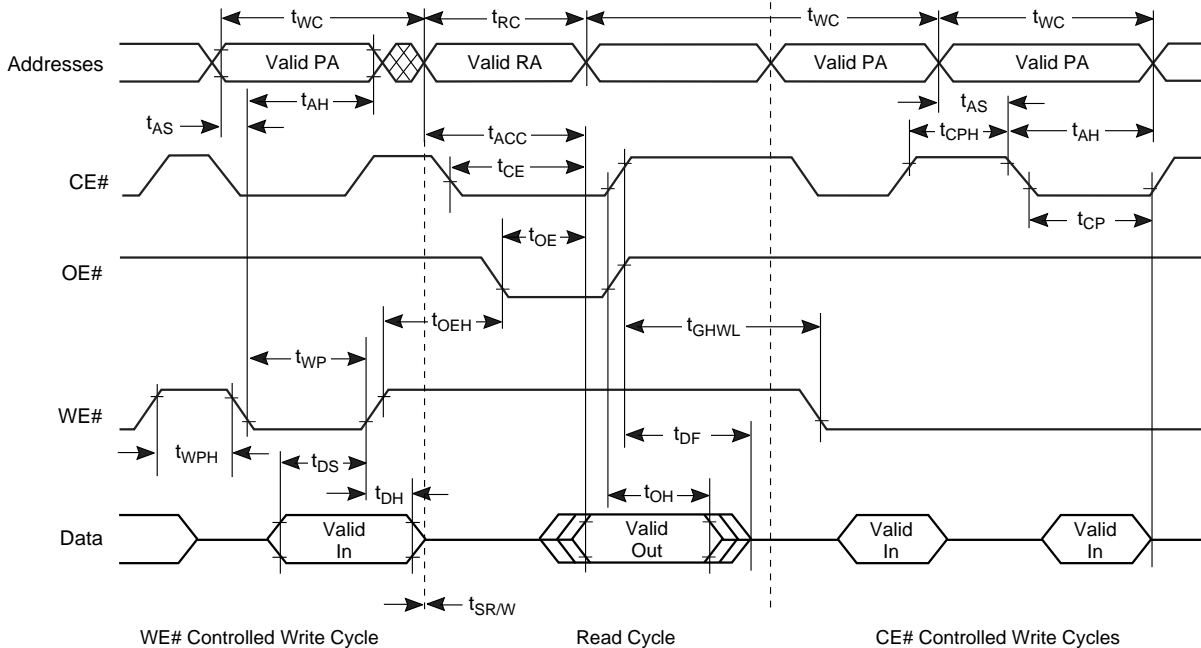 tWC tRC tWC tWC
Addresses Valid PA Valid RA Valid PA Valid PA
tAH tAS
tAS tACC tCPH tAH
CE# tCE
tCP
tOE
OE#
tOEH tGHWL
tWP
WE#
tWPH tDS tDF
tDH tOH
Data Valid In Valid Out Valid In Valid In
tSR/W
WE# Controlled Write Cycle Read Cycle CE# Controlled Write Cycles